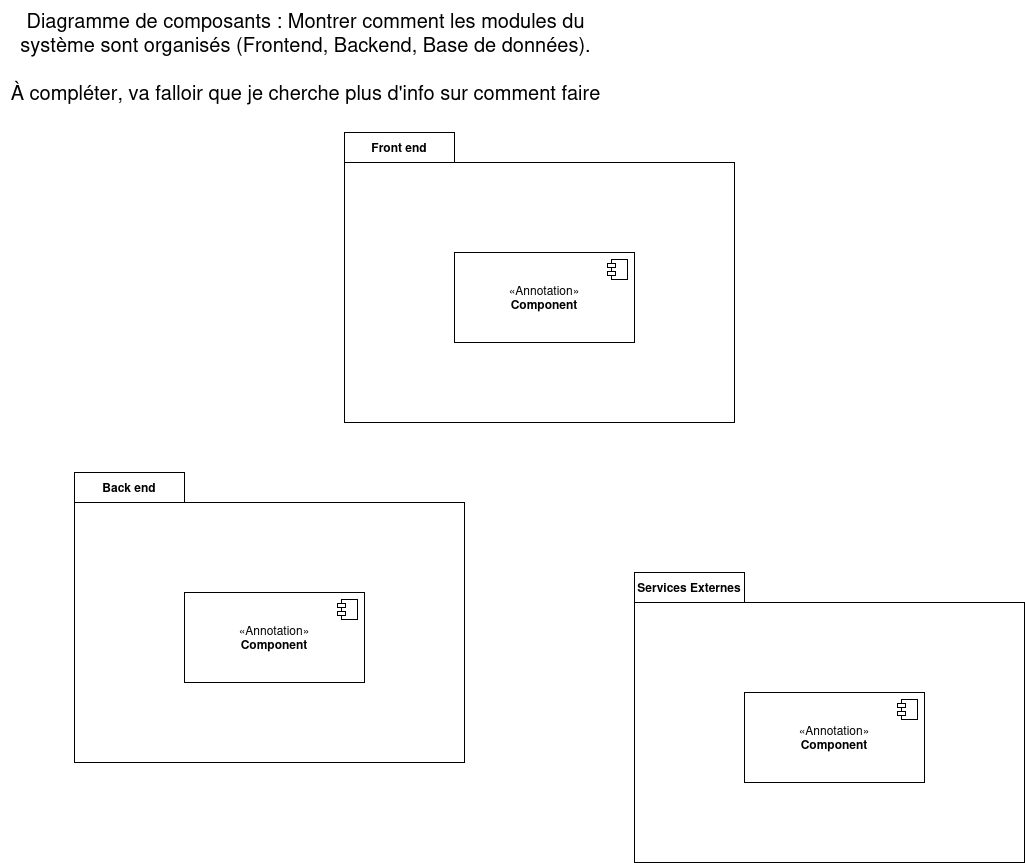 Diagramme de composants : Montrer comment les modules du
système sont organisés (Frontend, Backend, Base de données).
À compléter, va falloir que je cherche plus d'info sur comment faire
Front end
«Annotation»
Component
Back end
«Annotation»
Component
Services Externes
«Annotation»
Component